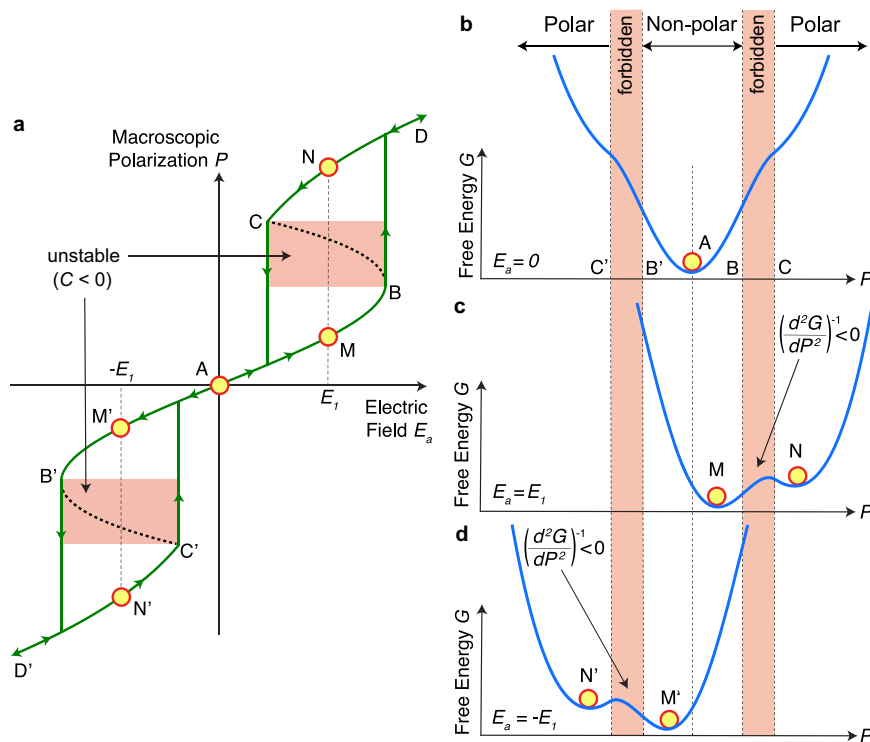 a
Macroscopic
Polarization P
D
N
C
unstable
(C < 0)
B
M
A
-E1
E1
Electric
Field Ea
M'
B'
C'
N'
D'
b
Polar
forbidden
Non-polar
forbidden
Polar
Free Energy G
A
Ea = 0
C'
B'
B
C
P
c
(d²G/dP²)⁻¹<0
Free Energy G
M
N
Ea = E1
P
d
(d²G/dP²)⁻¹<0
Free Energy G
N'
M'
Ea = -E1
P